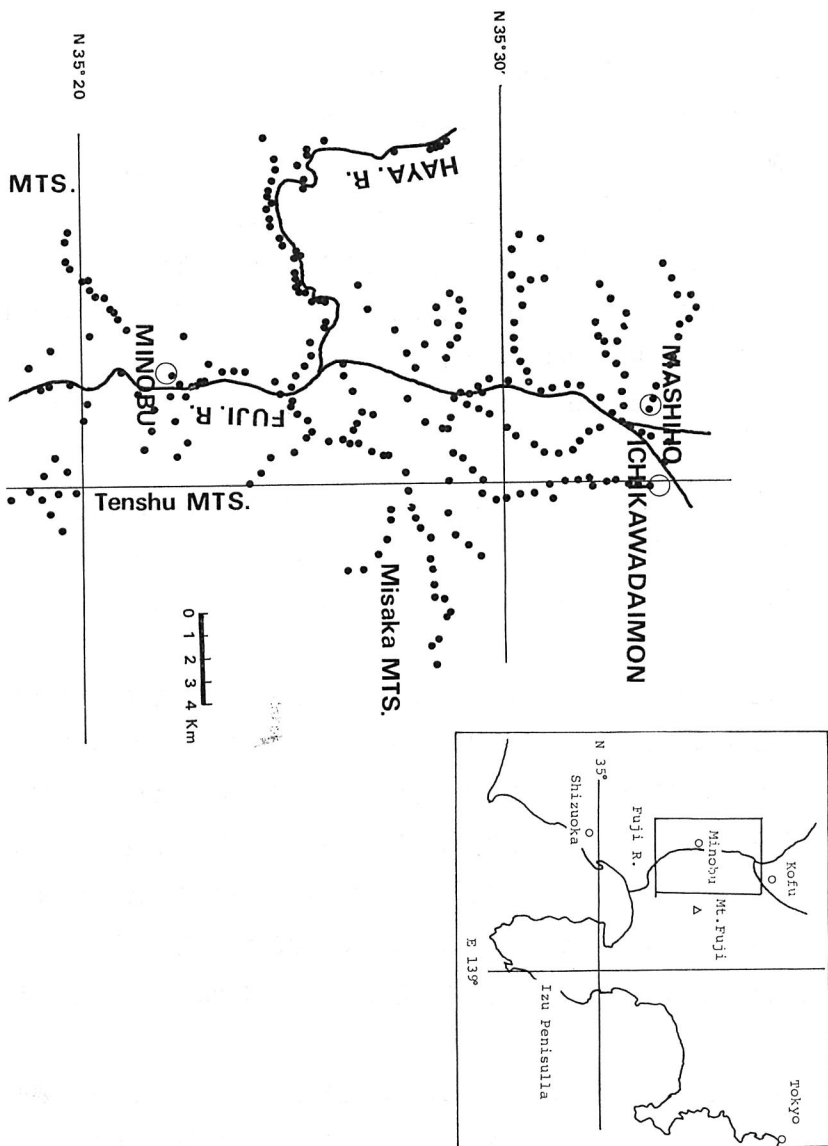 N 35°20
N 35°30'
MTS.
HAYA. R.
MINOBU
FUJI. R.
MASHIHO
ICHIKAWADAIMON
Tenshu MTS.
Misaka MTS.
0 1 2 3 4 Km
N 35°
Shizuoka
Fuji R.
Minobu
Kofu
Mt.Fuji
E 139°
Izu Penisulla
Tokyo